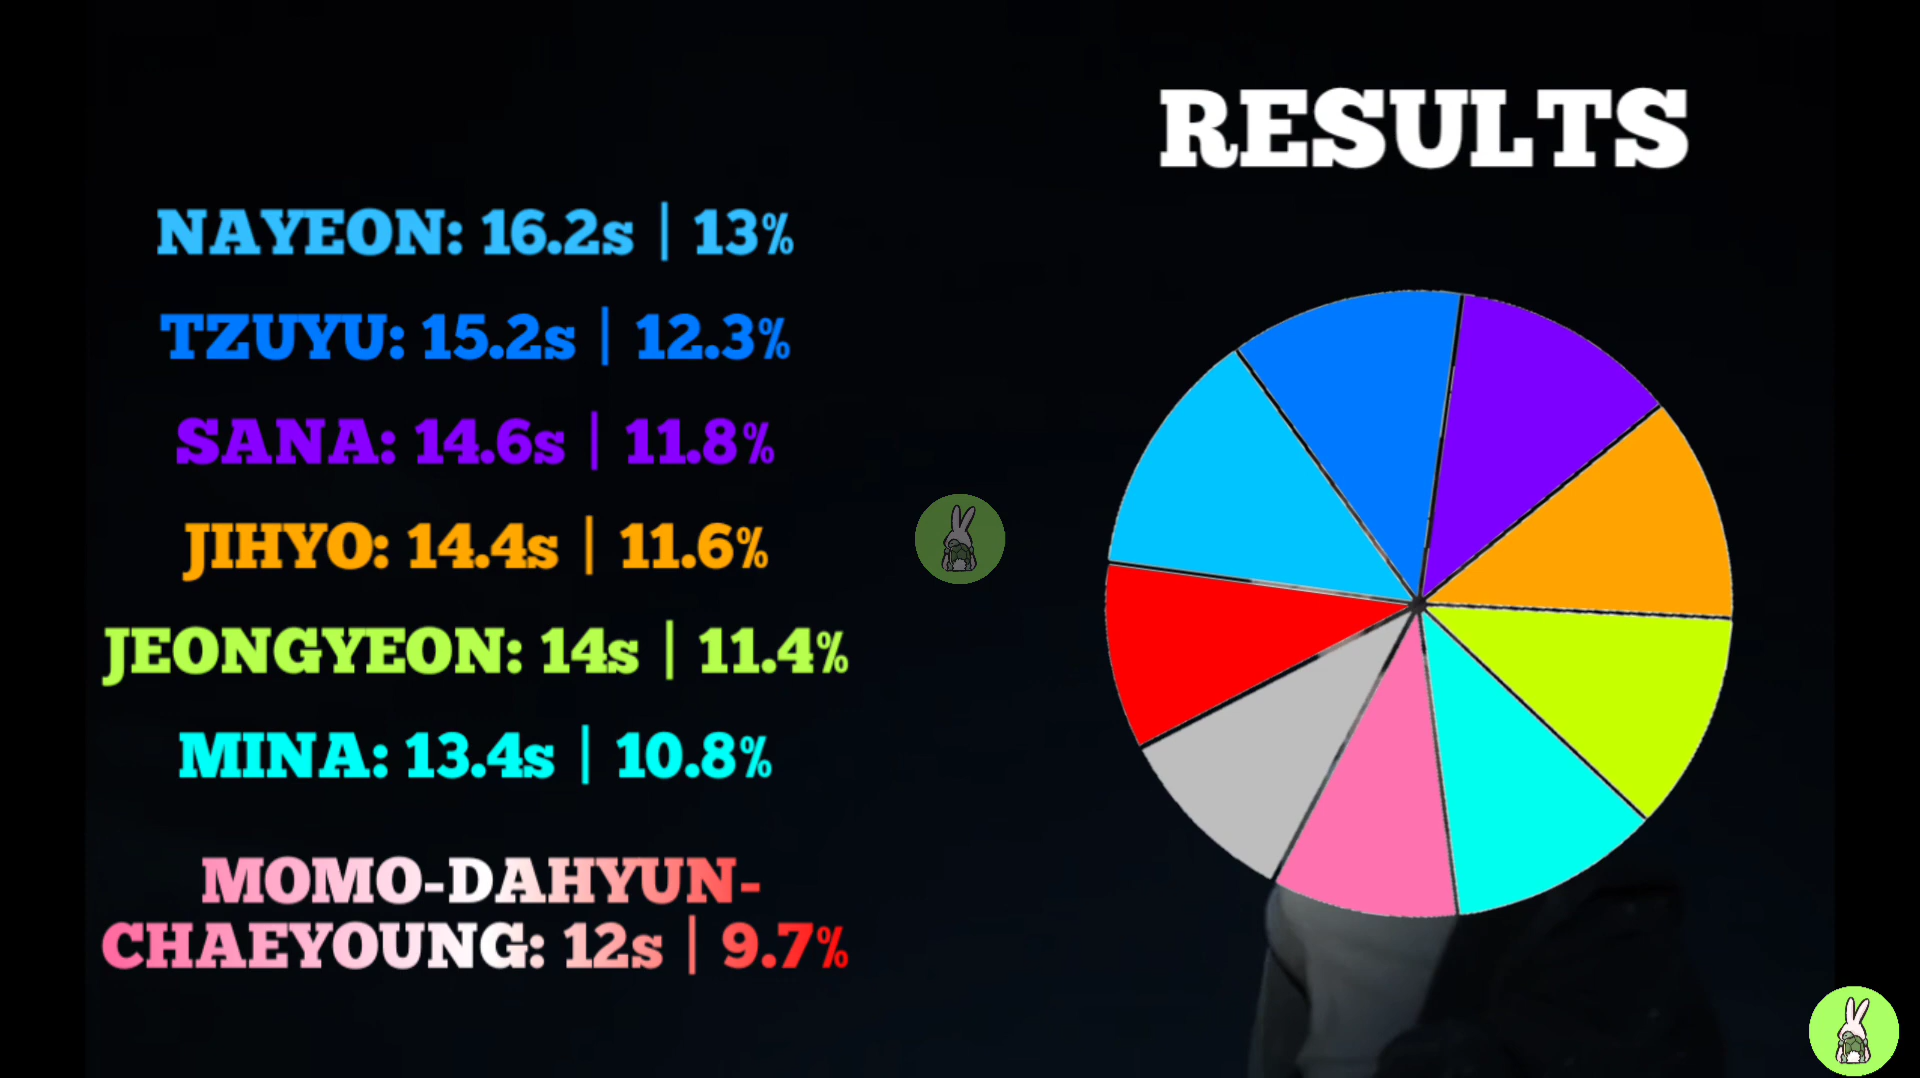 RESULTS
NAYEON: 16.2s | 13%
TZUYU: 15.2s | 12.3%
SANA: 14.6s | 11.8%
JIHYO: 14.4s | 11.6%
JEONGYEON: 14s | 11.4%
MINA: 13.4s | 10.8%
MOMO-DAHYUN-
CHAEYOUNG: 12s | 9.7%